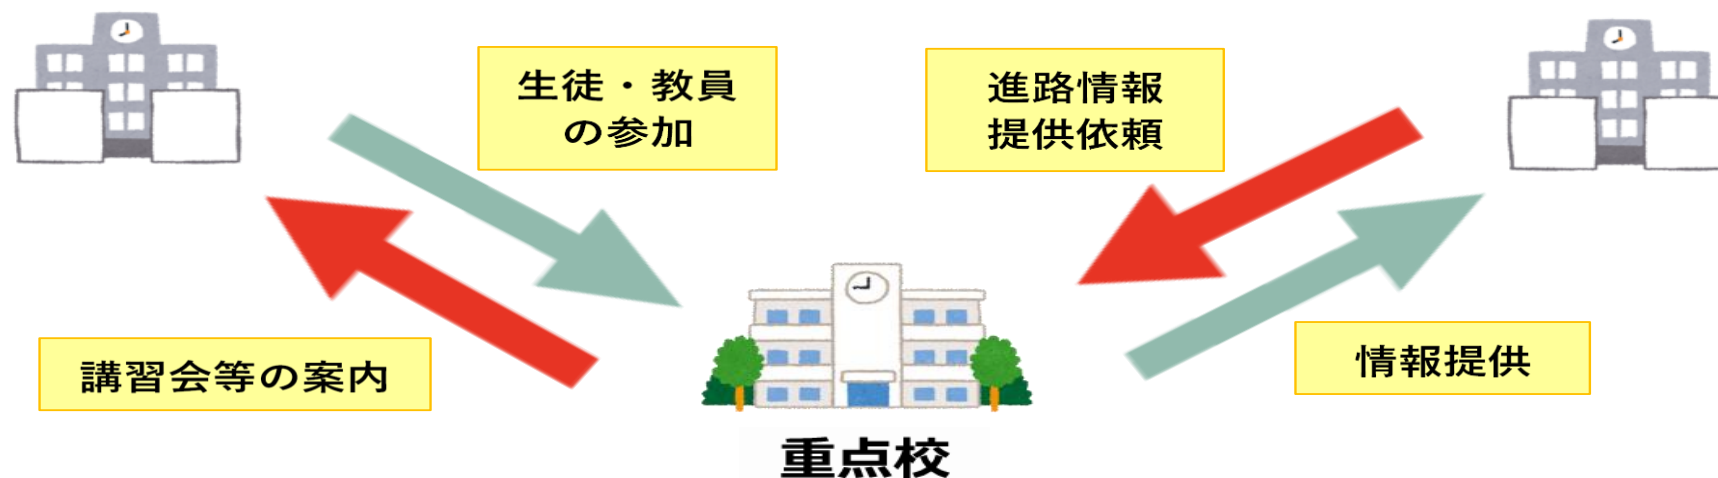 生徒・教員
の参加
進路情報
提供依頼
講習会等の案内
情報提供
重点校